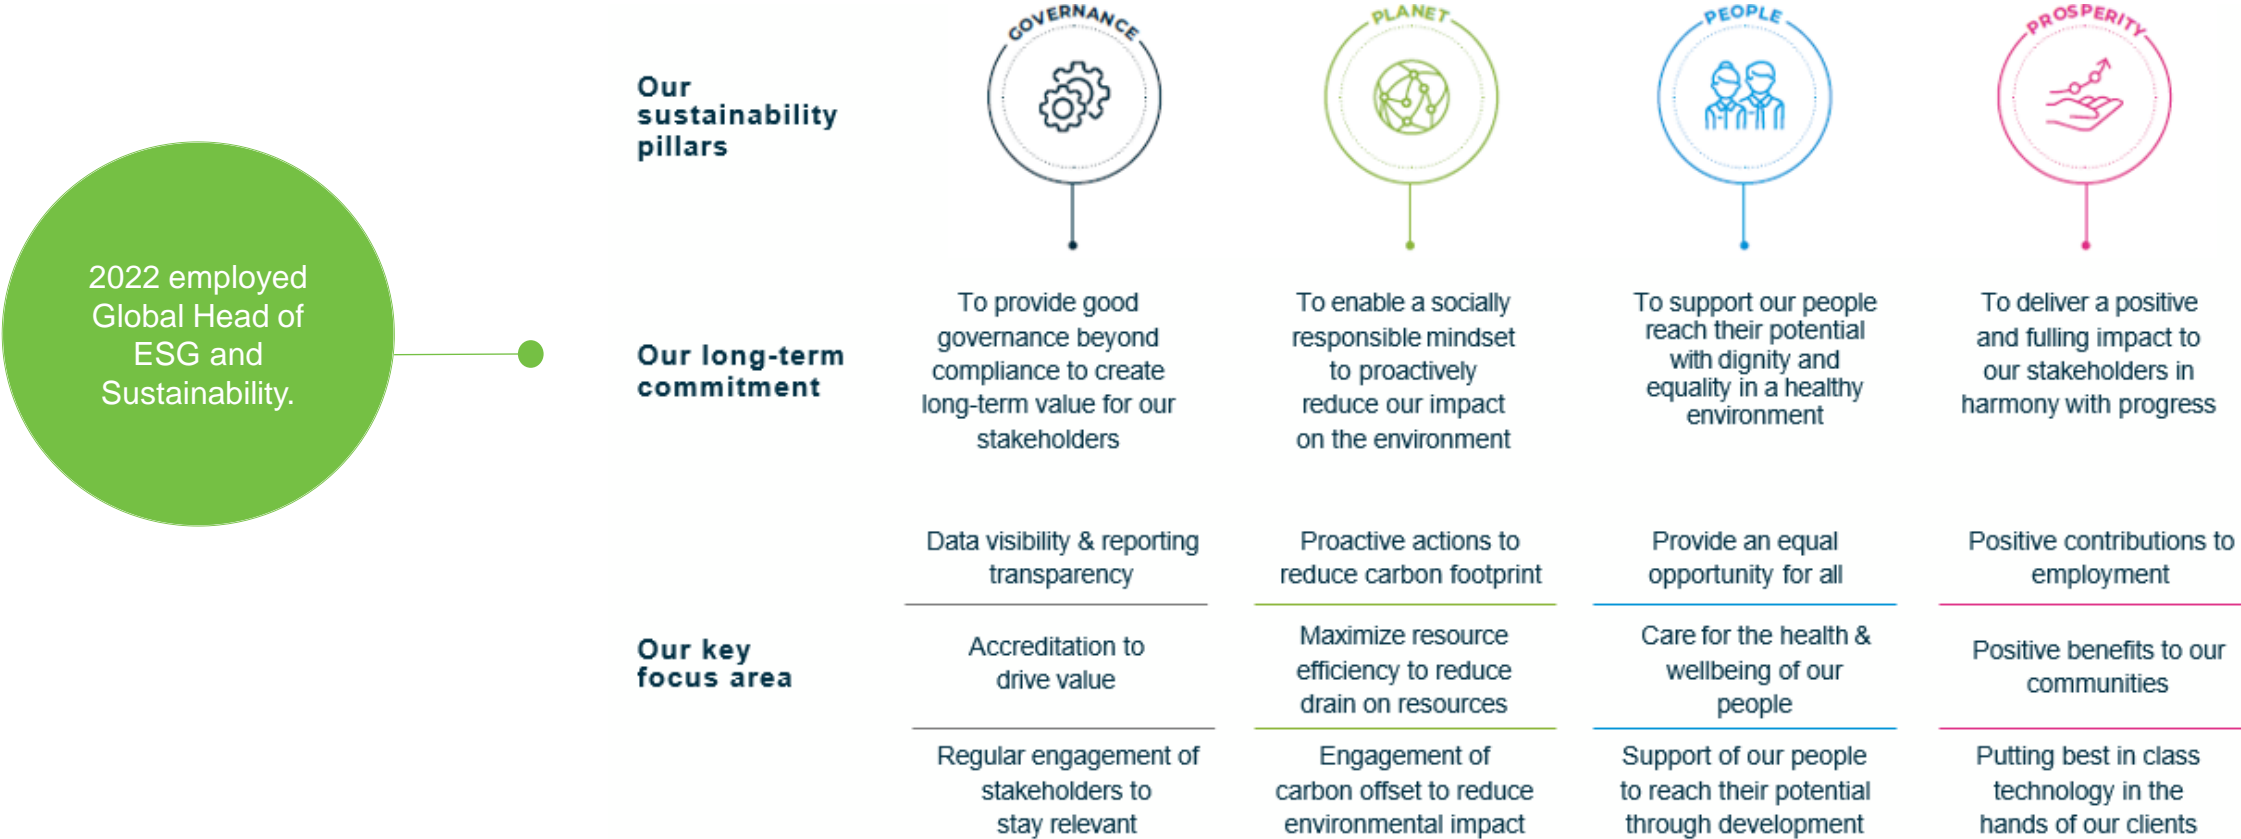 2022 employed
Global Head of
ESG and
Sustainability.
Our
sustainability
pillars
GOVERNANCE
PLANET
PEOPLE
PROSPERITY
Our long-term
commitment
To provide good
governance beyond
compliance to create
long-term value for our
stakeholders
To enable a socially
responsible mindset
to proactively
reduce our impact
on the environment
To support our people
reach their potential
with dignity and
equality in a healthy
environment
To deliver a positive
and fulling impact to
our stakeholders in
harmony with progress
Our key
focus area
Data visibility & reporting
transparency
Accreditation to
drive value
Regular engagement of
stakeholders to
stay relevant
Proactive actions to
reduce carbon footprint
Maximize resource
efficiency to reduce
drain on resources
Engagement of
carbon offset to reduce
environmental impact
Provide an equal
opportunity for all
Care for the health &
wellbeing of our
people
Support of our people
to reach their potential
through development
Positive contributions to
employment
Positive benefits to our
communities
Putting best in class
technology in the
hands of our clients